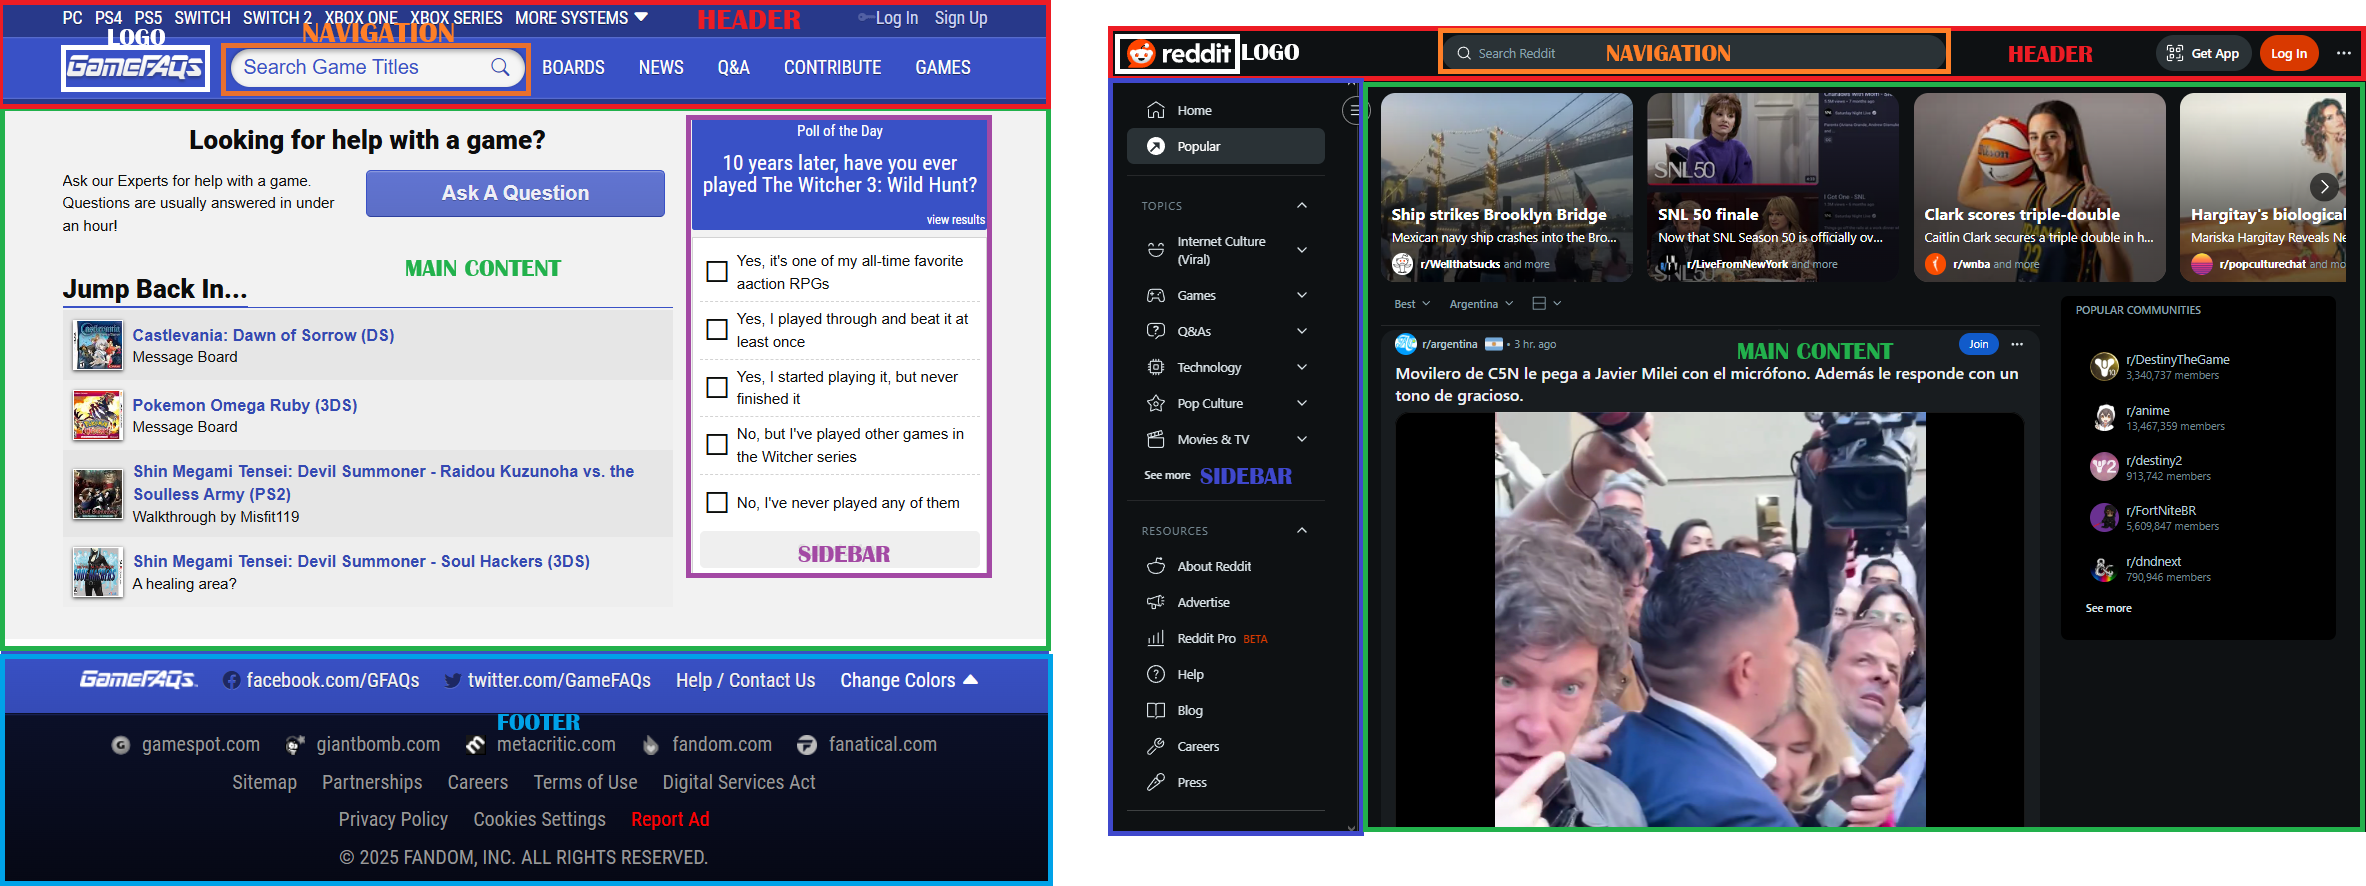 PC PS4 PS5 SWITCH SWITCH 2 XBOX ONE XBOX SERIES MORE SYSTEMS HEADER Log In Sign Up
LOGO NAVIGATION
GameFAQs Search Game Titles BOARDS NEWS Q&A CONTRIBUTE GAMES
Looking for help with a game?
Ask our Experts for help with a game.
Questions are usually answered in under
an hour!
Ask A Question
MAIN CONTENT
Jump Back In...
Castlevania: Dawn of Sorrow (DS)
Message Board
Pokemon Omega Ruby (3DS)
Message Board
Shin Megami Tensei: Devil Summoner - Raidou Kuzunoha vs. the
Soulless Army (PS2)
Walkthrough by Misfit119
Shin Megami Tensei: Devil Summoner - Soul Hackers (3DS)
A healing area?
Poll of the Day
10 years later, have you ever
played The Witcher 3: Wild Hunt?
view results
Yes, it's one of my all-time favorite
aaction RPGs
Yes, I played through and beat it at
least once
Yes, I started playing it, but never
finished it
No, but I've played other games in
the Witcher series
No, I've never played any of them
SIDEBAR
GameFAQs. facebook.com/GFAQs twitter.com/GameFAQs Help / Contact Us Change Colors
FOOTER
gamespot.com giantbomb.com metacritic.com fandom.com fanatical.com
Sitemap Partnerships Careers Terms of Use Digital Services Act
Privacy Policy Cookies Settings Report Ad
© 2025 FANDOM, INC. ALL RIGHTS RESERVED.
reddit LOGO Search Reddit NAVIGATION HEADER Get App Log In
Home
Popular
TOPICS
Internet Culture
(Viral)
Games
Q&As
Technology
Pop Culture
Movies & TV
See more SIDEBAR
RESOURCES
About Reddit
Advertise
Reddit Pro BETA
Help
Blog
Careers
Press
Ship strikes Brooklyn Bridge
Mexican navy ship crashes into the Bro...
r/Wellthatsucks and more
SNL50
SNL 50 finale
Now that SNL Season 50 is officially ov...
r/LiveFromNewYork and more
Clark scores triple-double
Caitlin Clark secures a triple double in h...
r/wnba and more
Hargitay's biological
Mariska Hargitay Reveals Ne
r/popculturechat and mo
Best Argentina
r/argentina • 3 hr. ago MAIN CONTENT Join
Movilero de C5N le pega a Javier Milei con el micrófono. Además le responde con un
tono de gracioso.
POPULAR COMMUNITIES
r/DestinyTheGame
3,340,737 members
r/anime
13,467,359 members
r/destiny2
913,742 members
r/FortNiteBR
5,609,847 members
r/dndnext
790,946 members
See more